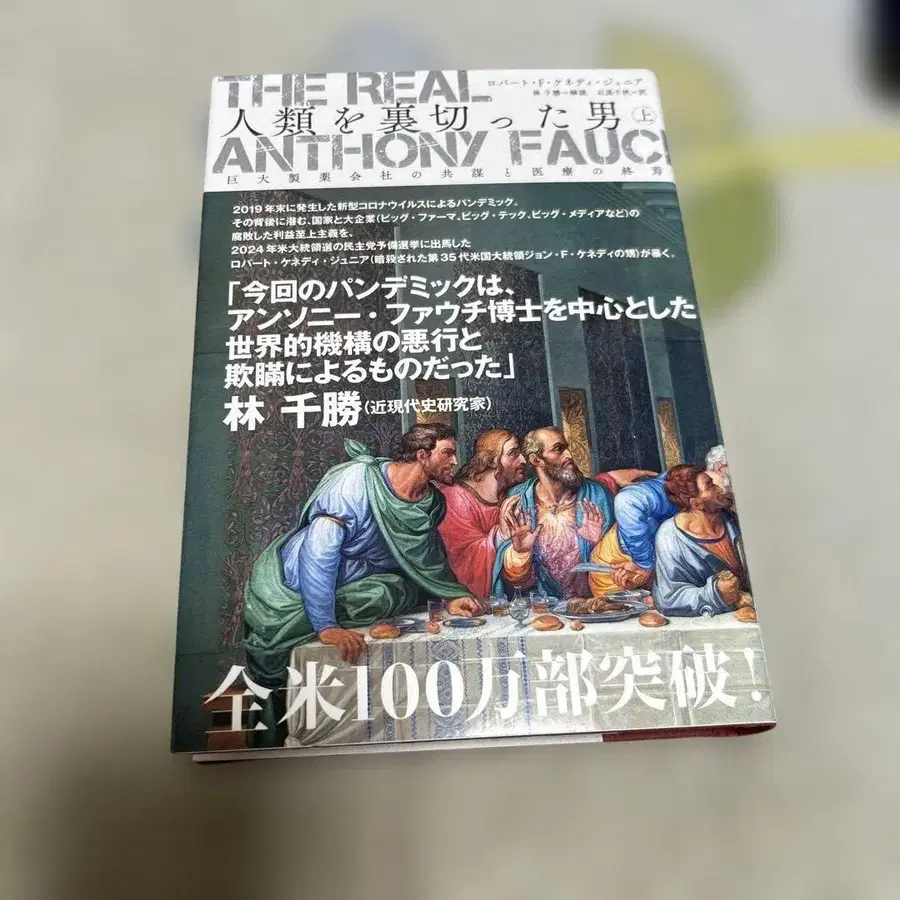 THE REAL
ロバート・F・ケネディ・ジュニア
林 千勝=解説 石黒千秋=訳
人類を裏切った男 上
ANTHONY FAUCI
巨大製薬会社の共謀と医療の終焉
2019年末に発生した新型コロナウイルスによるパンデミック。
その背後に潜む、国家と大企業(ビッグ・ファーマ、ビッグ・テック、ビッグ・メディアなど)の
腐敗した利益至上主義を、
2024年米大統領選の民主党予備選挙に出馬した
ロバート・ケネディ・ジュニア(暗殺された第35代米国大統領ジョン・F・ケネディの甥)が暴く。
「今回のパンデミックは、
アンソニー・ファウチ博士を中心とした
世界的機構の悪行と
欺瞞によるものだった」
林 千勝(近現代史研究家)
全米100万部突破!